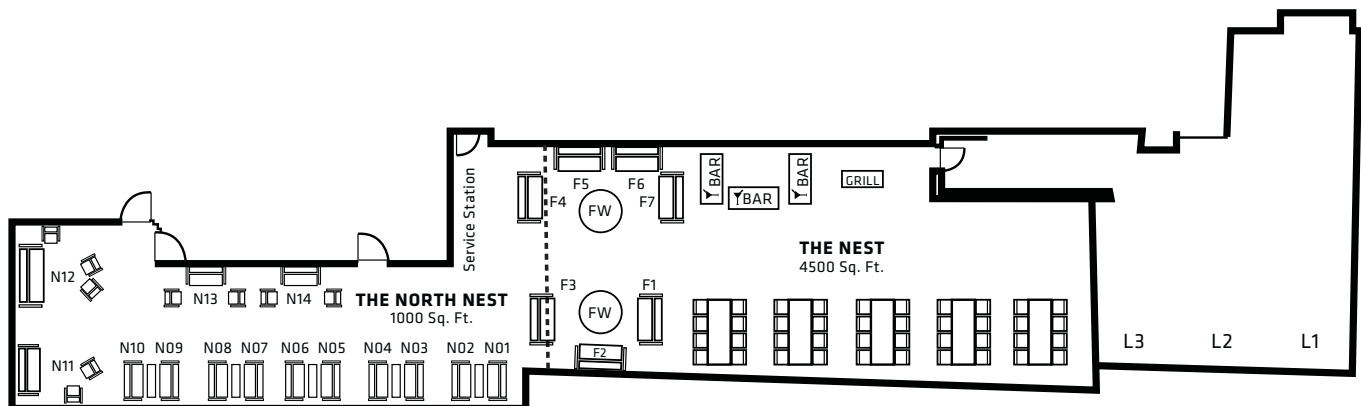 Service Station
F5
F6
F4
FW
F7
BAR
BAR
BAR
GRILL
THE NEST
4500 Sq. Ft.
N12
N13
N14
THE NORTH NEST
1000 Sq. Ft.
F3
FW
F1
F2
N11
N10
N09
N08
N07
N06
N05
N04
N03
N02
N01
L3
L2
L1